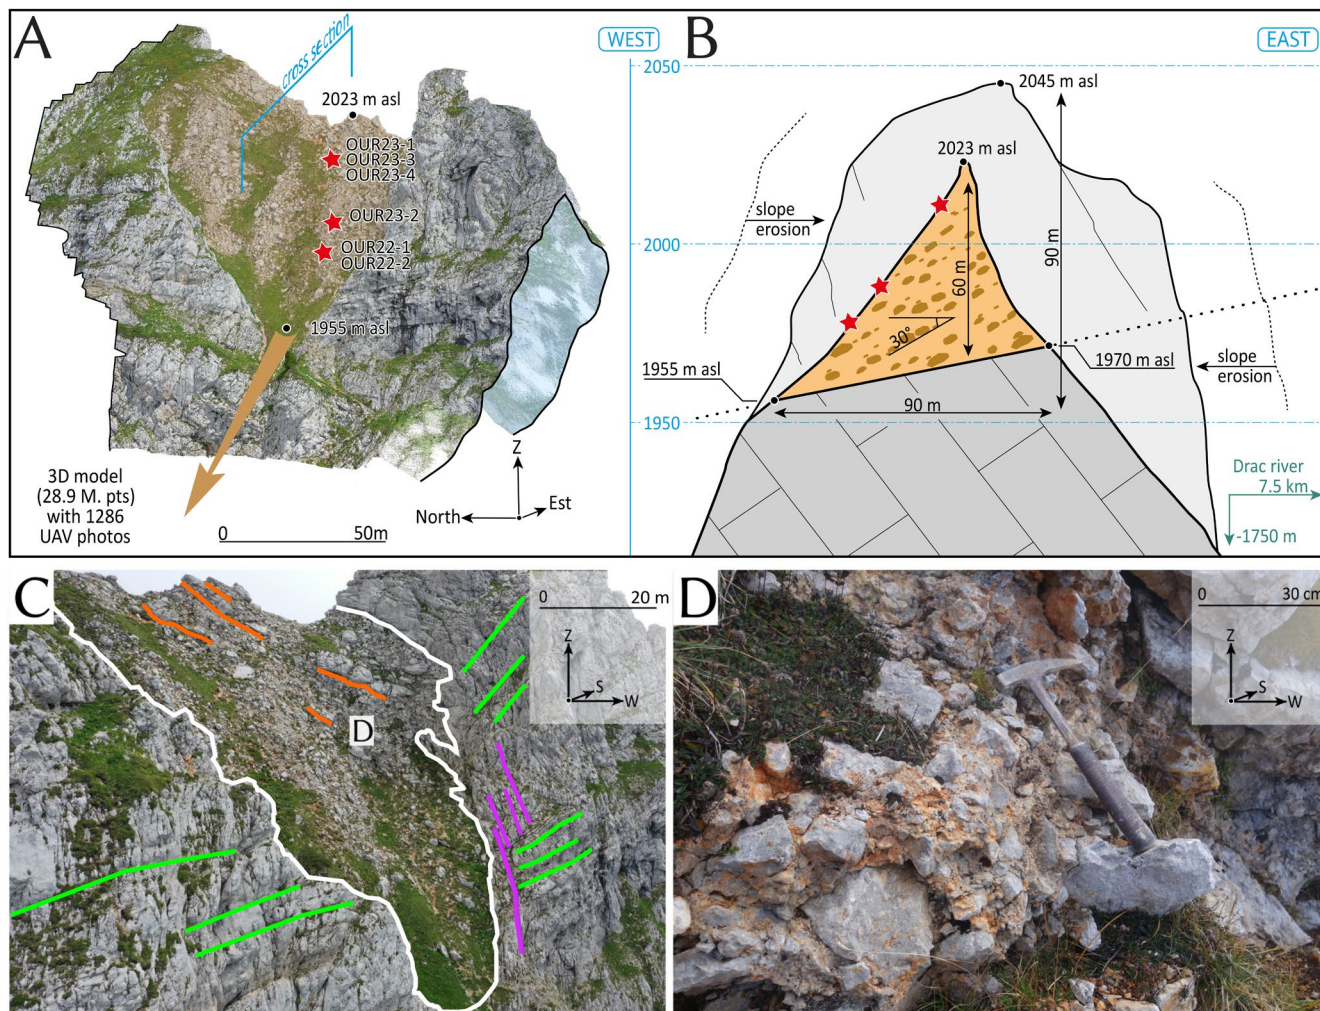 A
cross section
2023 m asl
OUR23-1
OUR23-3
OUR23-4
OUR23-2
OUR22-1
OUR22-2
1955 m asl
3D model
(28.9 M. pts)
with 1286
UAV photos
0 50m
Z
North
Est
WEST
B
EAST
2050
2000
1950
2045 m asl
2023 m asl
slope
erosion
60 m
90 m
30°
1955 m asl
1970 m asl
slope
erosion
90 m
Drac river
7.5 km
-1750 m
C
0 20 m
Z
S
W
D
D
0 30 cm
Z
S
W